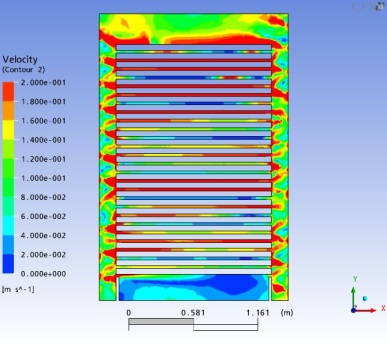 Velocity
(Contour 2)
2.000e-001
1.800e-001
1.600e-001
1.400e-001
1.200e-001
1.000e-001
8.000e-002
6.000e-002
4.000e-002
2.000e-002
0.000e+000
[m s^-1]
0 0.581 1.161 (m)
Y
X